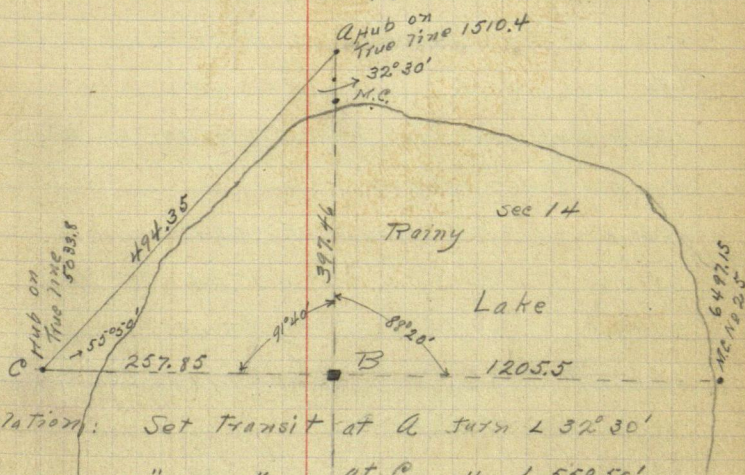 A Hub on
True line 1510.4
32°30'
M.C.
494.35
397.46
sec 14
Rainy
Lake
Hub on
True line
5033.8
C
55°50'
91°40'
88°20'
6497.15
M.C. No 25
257.85
B
1205.5
lation: Set Transit at A turn L 32°30'
" " at C " L 55°50'